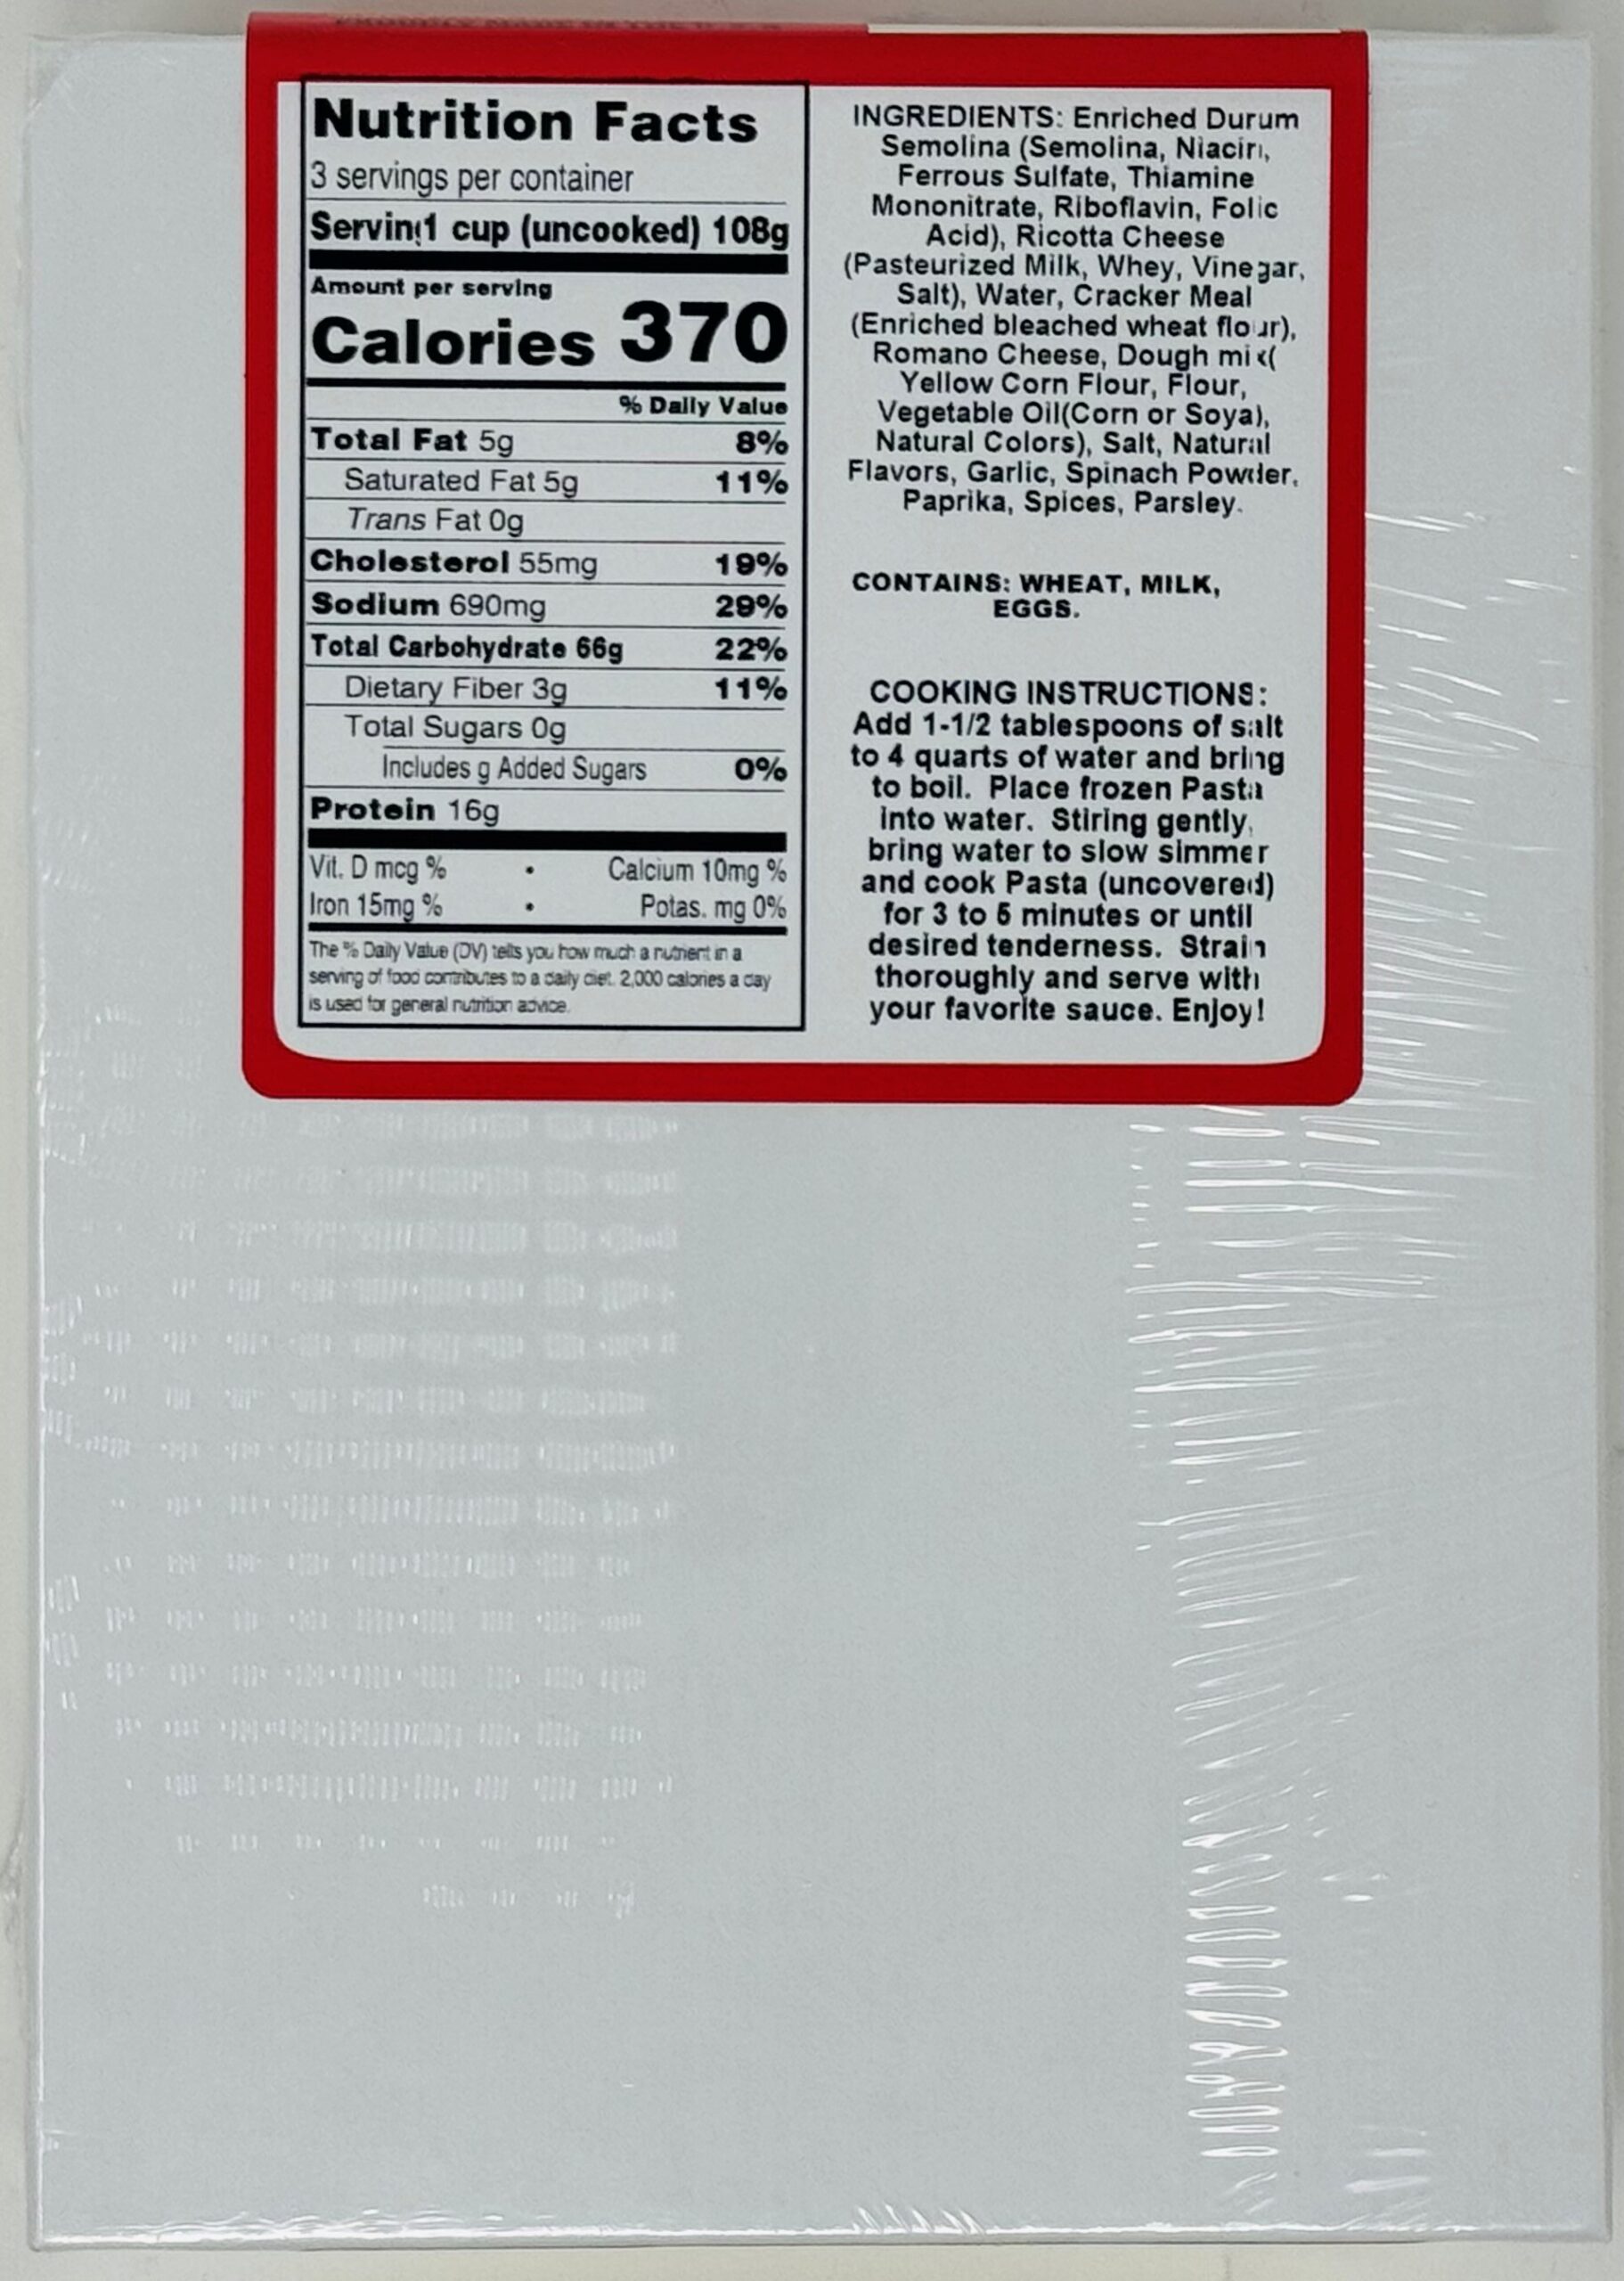 Nutrition Facts
3 servings per container
Serving 1 cup (uncooked) 108g
Amount per serving
Calories 370
% Daily Value
Total Fat 5g 8%
Saturated Fat 5g 11%
Trans Fat 0g
Cholesterol 55mg 19%
Sodium 690mg 29%
Total Carbohydrate 66g 22%
Dietary Fiber 3g 11%
Total Sugars 0g
Includes g Added Sugars 0%
Protein 16g
Vit. D mcg % • Calcium 10mg %
Iron 15mg % • Potas. mg 0%
The % Daily Value (DV) tells you how much a nutrient in a
serving of food contributes to a daily diet. 2,000 calories a day
is used for general nutrition advice.
INGREDIENTS: Enriched Durum
Semolina (Semolina, Niacin,
Ferrous Sulfate, Thiamine
Mononitrate, Riboflavin, Folic
Acid), Ricotta Cheese
(Pasteurized Milk, Whey, Vinegar,
Salt), Water, Cracker Meal
(Enriched bleached wheat flour),
Romano Cheese, Dough mix(
Yellow Corn Flour, Flour,
Vegetable Oil(Corn or Soya),
Natural Colors), Salt, Natural
Flavors, Garlic, Spinach Powder,
Paprika, Spices, Parsley.
CONTAINS: WHEAT, MILK,
EGGS.
COOKING INSTRUCTIONS:
Add 1-1/2 tablespoons of salt
to 4 quarts of water and bring
to boil. Place frozen Pasta
into water. Stiring gently,
bring water to slow simmer
and cook Pasta (uncovered)
for 3 to 5 minutes or until
desired tenderness. Strain
thoroughly and serve with
your favorite sauce. Enjoy!